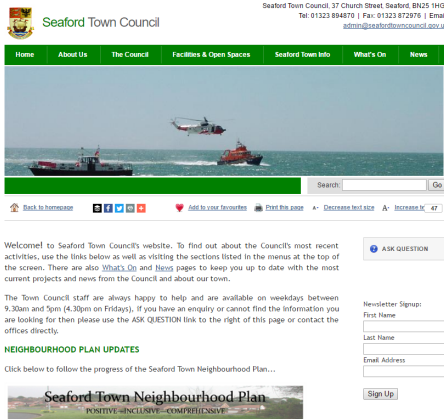 Seaford Town Council, 37 Church Street, Seaford, BN25 1HG
Tel: 01323 894870 | Fax: 01323 872976 | Emai
admin@seafordtowncouncil.gov.u
Seaford Town Council
Home About Us The Council Facilities & Open Spaces Seaford Town Info What's On News
Search: Go
Back to homepage Add to your favourites Print this page A- Decrease text size A+ Increase te 47
Welcome! to Seaford Town Council's website. To find out about the Council's most recent
activities, use the links below as well as visiting the sections listed in the menus at the top of
the screen. There are also What's On and News pages to keep you up to date with the most
current projects and news from the Council and about our town.
The Town Council staff are always happy to help and are available on weekdays between
9.30am and 5pm (4.30pm on Fridays), if you have an enquiry or cannot find the information you
are looking for then please use the ASK QUESTION link to the right of this page or contact the
offices directly.
NEIGHBOURHOOD PLAN UPDATES
Click below to follow the progress of the Seaford Town Neighbourhood Plan...
Seaford Town Neighbourhood Plan
POSITIVE—INCLUSIVE—COMPREHENSIVE
ASK QUESTION
Newsletter Signup:
First Name
Last Name
Email Address
Sign Up